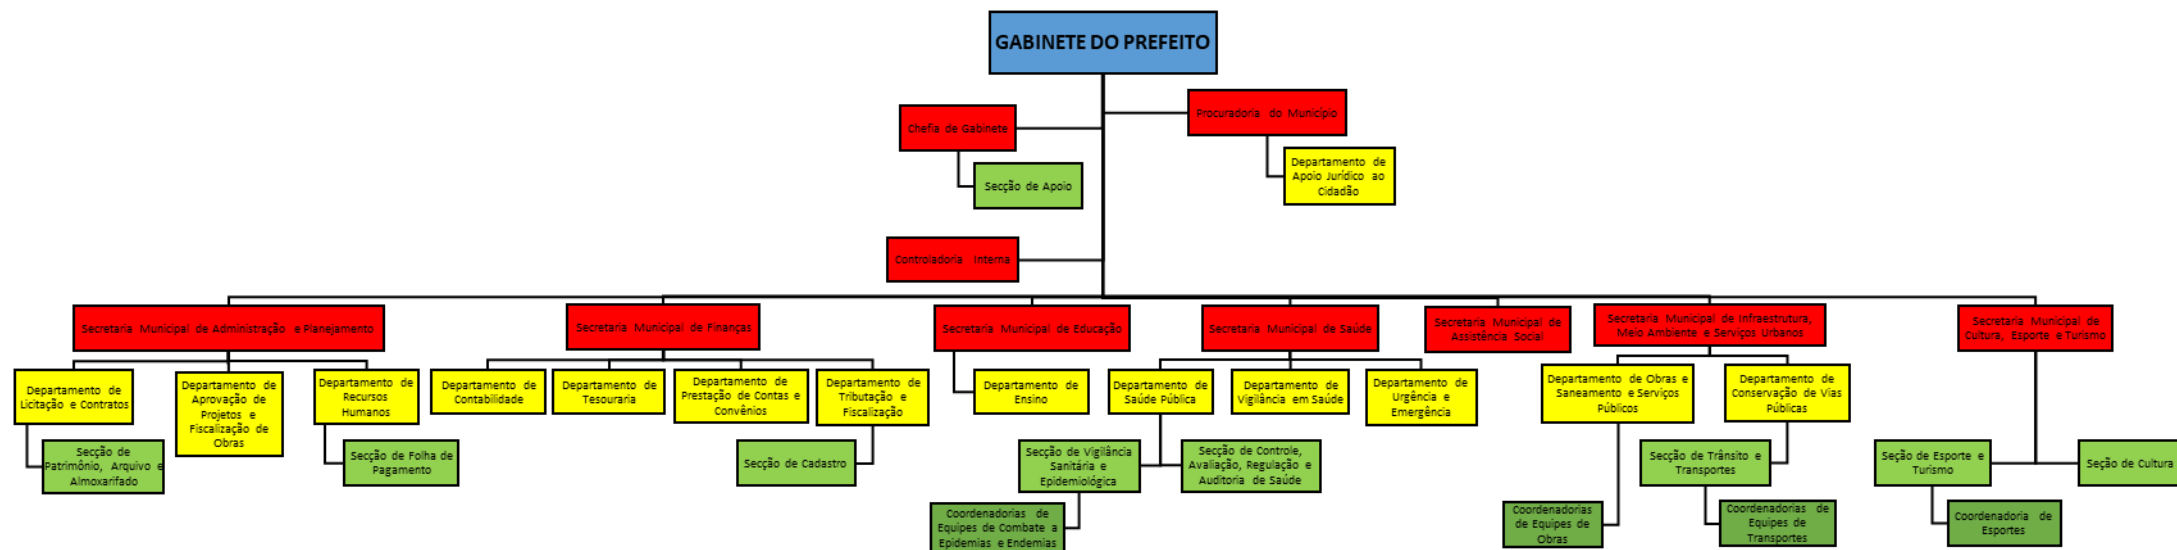 GABINETE DO PREFEITO
Chefia de Gabinete
Procuradoria do Município
Secção de Apoio
Departamento de
Apoio Jurídico ao
Cidadão
Controladoria Interna
Secretaria Municipal de Administração e Planejamento
Secretaria Municipal de Finanças
Secretaria Municipal de Educação
Secretaria Municipal de Saúde
Secretaria Municipal de
Assistência Social
Secretaria Municipal de Infraestrutura,
Meio Ambiente e Serviços Urbanos
Secretaria Municipal de
Cultura, Esporte e Turismo
Departamento de
Licitação e Contratos
Departamento de
Aprovação de
Projetos e
Fiscalização de
Obras
Departamento de
Recursos
Humanos
Departamento de
Contabilidade
Departamento de
Tesouraria
Departamento de
Prestação de Contas e
Convênios
Departamento de
Tributação e
Fiscalização
Departamento de
Ensino
Departamento de
Saúde Pública
Departamento de
Vigilância em Saúde
Departamento de
Urgência e
Emergência
Departamento de Obras e
Saneamento e Serviços
Públicos
Departamento de
Conservação de Vias
Públicas
Secção de
Patrimônio, Arquivo e
Almoxarifado
Secção de Folha de
Pagamento
Secção de Cadastro
Secção de Vigilância
Sanitária e
Epidemiológica
Secção de Controle,
Avaliação, Regulação e
Auditoria de Saúde
Secção de Trânsito e
Transportes
Seção de Esporte e
Turismo
Seção de Cultura
Coordenadorias de
Equipes de Combate a
Epidemias e Endemias
Coordenadorias
de Equipes de
Obras
Coordenadorias de
Equipes de
Transportes
Coordenadoria de
Esportes